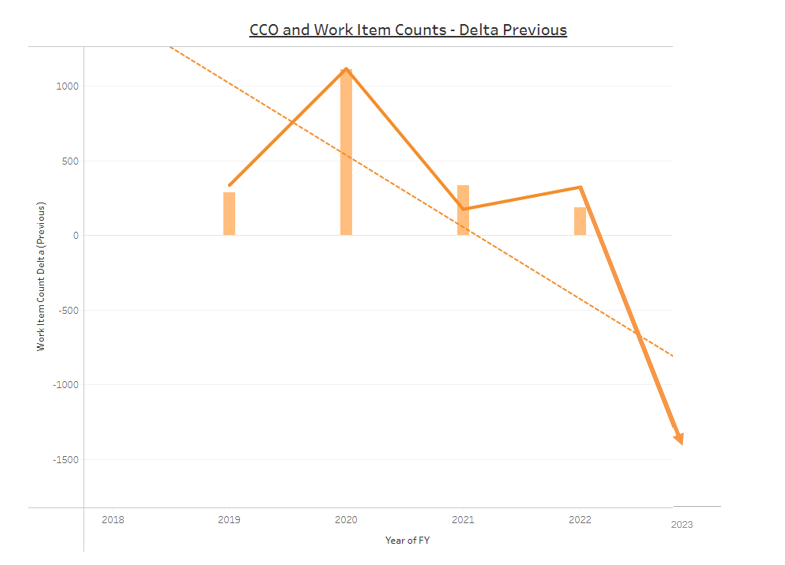 CCO and Work Item Counts - Delta Previous
1000
500
0
-500
-1000
-1500
Work Item Count Delta (Previous)
2018 2019 2020 2021 2022 2023
Year of FY